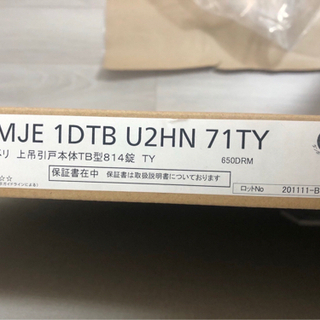 MJE 1DTB U2HN 71TY
リ 上吊引戸本体TB型814錠 TY
650DRM
☆☆
保証書在中 保証書は取扱説明書についております
ロットNo 201111-B